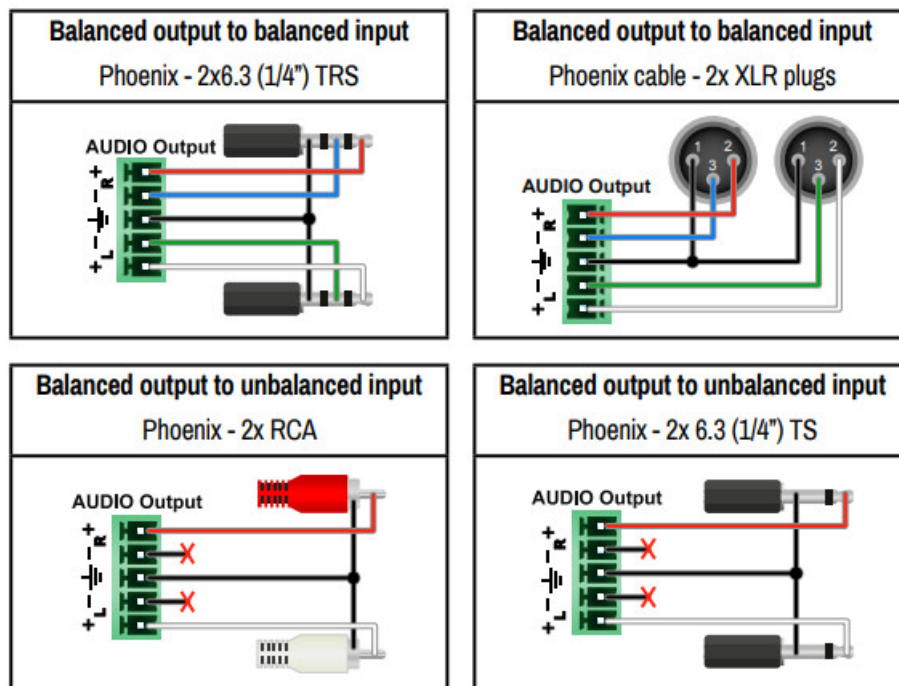 Balanced output to balanced input
Phoenix - 2x6.3 (1/4”) TRS
AUDIO Output
+
R
-
-
L
+
Balanced output to balanced input
Phoenix cable - 2x XLR plugs
1 2
3
1 2
3
AUDIO Output
+
R
-
-
L
+
Balanced output to unbalanced input
Phoenix - 2x RCA
AUDIO Output
+
R
-
-
L
+
Balanced output to unbalanced input
Phoenix - 2x 6.3 (1/4”) TS
AUDIO Output
+
R
-
-
L
+